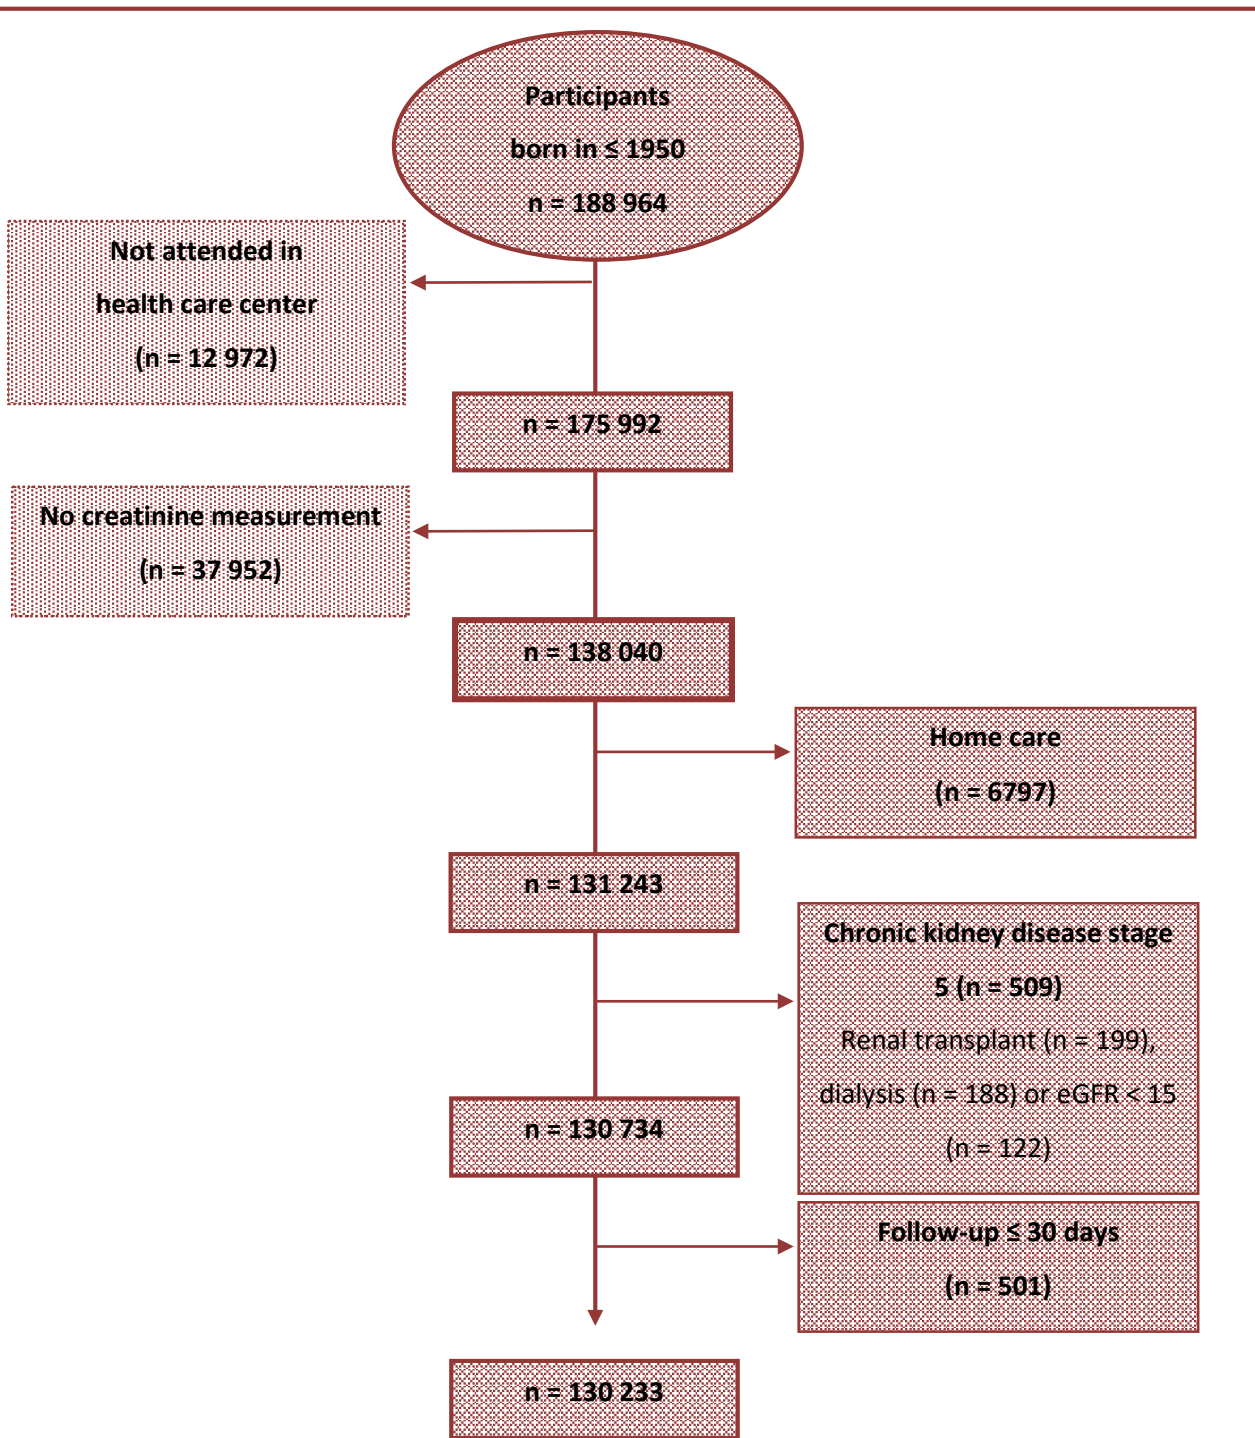 Participants
born in ≤ 1950
n = 188 964
Not attended in
health care center
(n = 12 972)
n = 175 992
No creatinine measurement
(n = 37 952)
n = 138 040
Home care
(n = 6797)
n = 131 243
Chronic kidney disease stage
5 (n = 509)
Renal transplant (n = 199),
dialysis (n = 188) or eGFR < 15
(n = 122)
n = 130 734
Follow-up ≤ 30 days
(n = 501)
n = 130 233